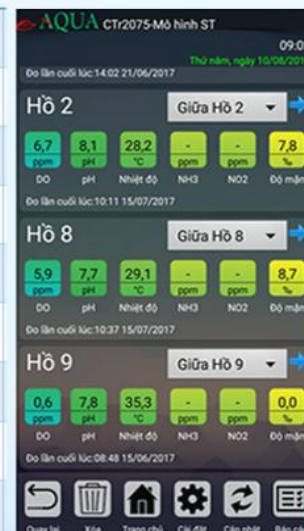 AQUA CTr2075-Mô hình ST
09:0
Thứ năm, ngày 10/08/201
Đo lần cuối lúc:14:02 21/06/2017
Hồ 2 Giữa Hồ 2
6,7 8,1 28,2 - - 7,8
ppm pH °C ppm ppm ‰
DO pH Nhiệt độ NH3 NO2 Độ mặn
Đo lần cuối lúc:10:11 15/07/2017
Hồ 8 Giữa Hồ 8
5,9 7,7 29,1 - - 8,7
ppm pH °C ppm ppm ‰
DO pH Nhiệt độ NH3 NO2 Độ mặn
Đo lần cuối lúc:10:37 15/07/2017
Hồ 9 Giữa Hồ 9
0,6 7,8 35,3 - - 0,0
ppm pH °C ppm ppm ‰
DO pH Nhiệt độ NH3 NO2 Độ mặn
Đo lần cuối lúc:08:48 15/06/2017
Quay lại Xóa Trang chủ Cài đặt Cập nhật Báo cá